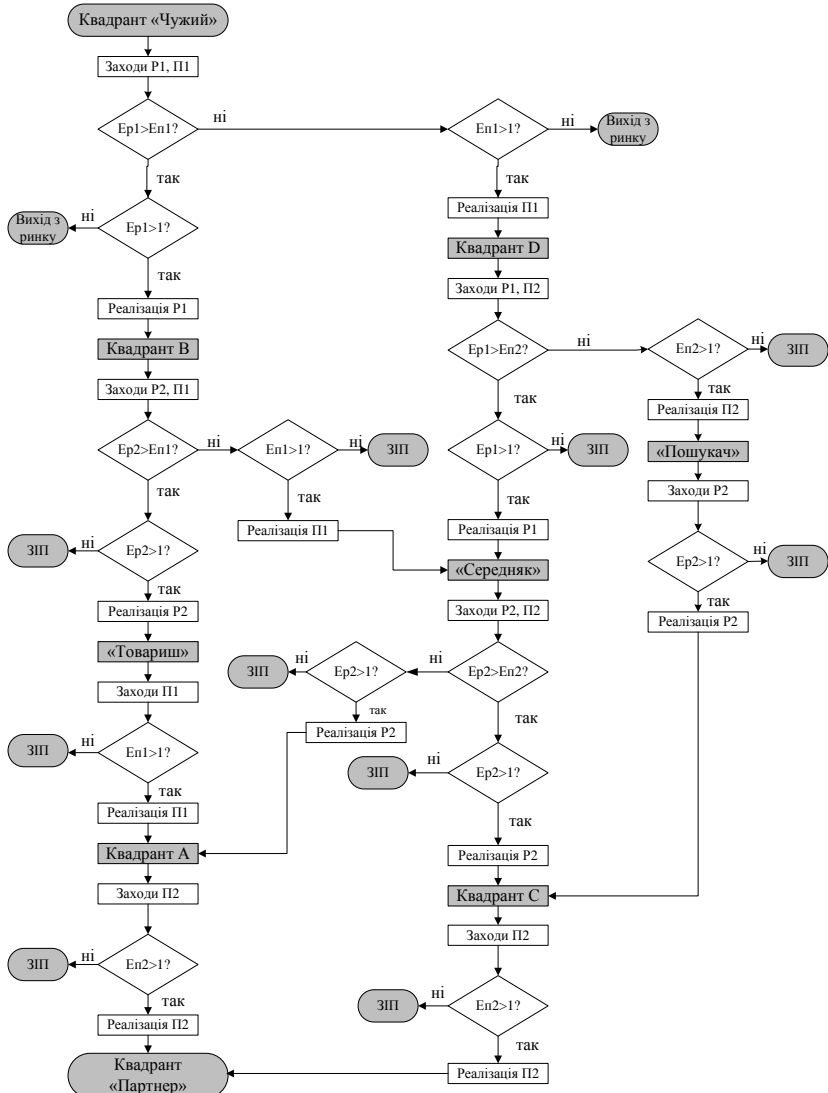 Квадрант «Чужий»
Заходи Р1, П1
Ер1>Еп1?
ні
Еп1>1?
ні
Вихід з
ринку
так
так
Вихід з
ринку
ні
Ер1>1?
Реалізація П1
Квадрант D
так
Заходи Р1, П2
Реалізація Р1
Квадрант B
Ер1>Еп2?
ні
Еп2>1?
ні
ЗІП
Заходи Р2, П1
так
так
Реалізація П2
Ер2>Еп1?
ні
Еп1>1?
ні
ЗІП
Ер1>1?
ні
ЗІП
«Пошукач»
так
так
так
Заходи Р2
Реалізація П1
Реалізація Р1
ЗІП
ні
Ер2>1?
«Середняк»
Ер2>1?
ні
ЗІП
так
так
Реалізація Р2
Заходи Р2, П2
Реалізація Р2
«Товариш»
ЗІП
ні
Ер2>1?
ні
Ер2>Еп2?
Заходи П1
так
так
Реалізація Р2
ЗІП
ні
Еп1>1?
ЗІП
ні
Ер2>1?
так
Реалізація П1
так
Квадрант А
Реалізація Р2
Заходи П2
Квадрант С
Заходи П2
ЗІП
ні
Еп2>1?
так
ЗІП
ні
Еп2>1?
Реалізація П2
так
Квадрант
«Партнер»
Реалізація П2